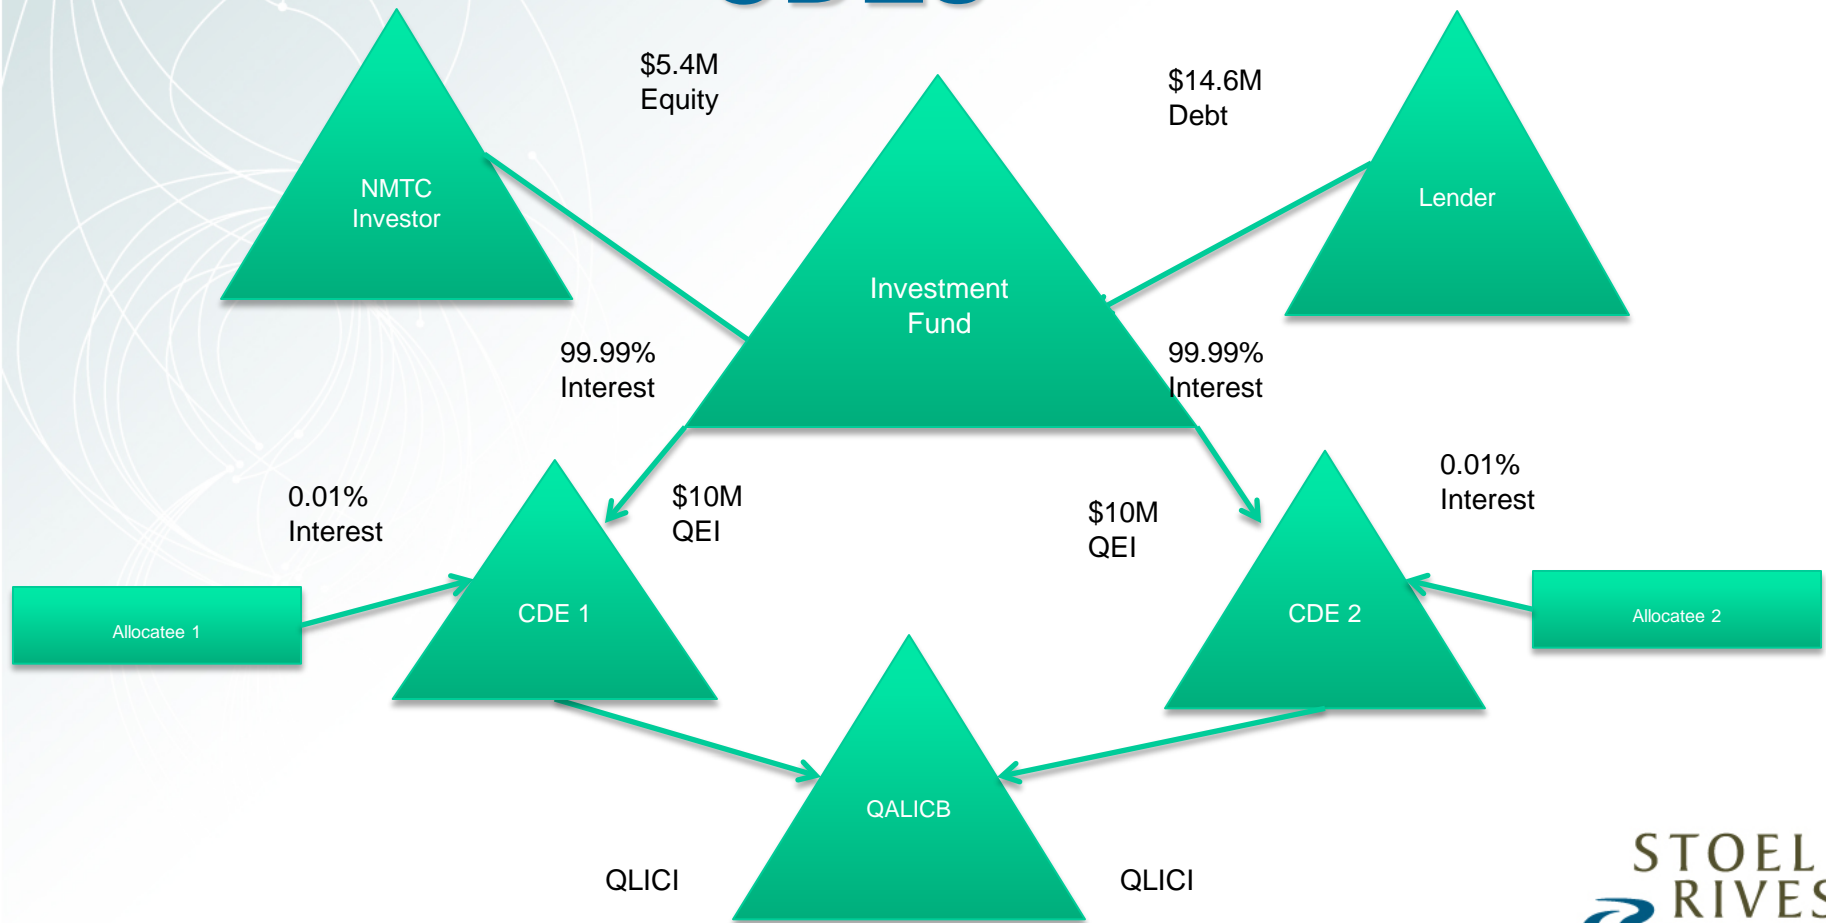 CDES
$5.4M
Equity
$14.6M
Debt
NMTC
Investor
Lender
Investment
Fund
99.99%
Interest
99.99%
Interest
0.01%
Interest
$10M
QEI
$10M
QEI
0.01%
Interest
Allocatee 1
CDE 1
CDE 2
Allocatee 2
QALICB
QLICI
QLICI
STOEL
RIVES